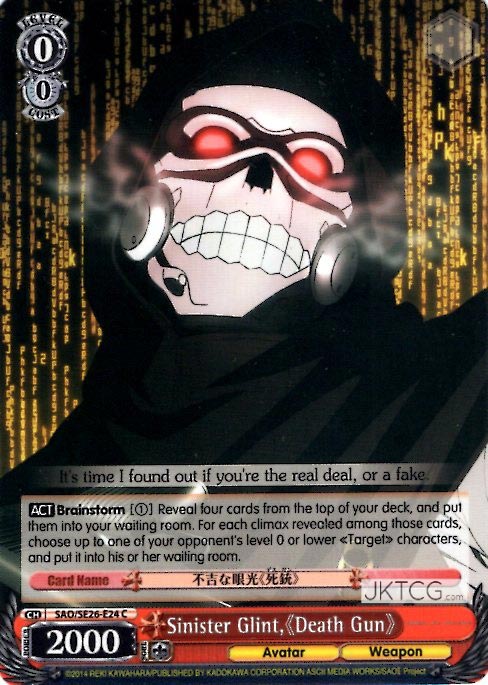 LEVEL
0
0
COST
It's time I found out if you're the real deal, or a fake.
ACT Brainstorm [①] Reveal four cards from the top of your deck, and put
them into your waiting room. For each climax revealed among those cards,
choose up to one of your opponent's level 0 or lower «Target» characters,
and put it into his or her waiting room.
Card Name 不吉な眼光《死銃》
JKTCG.com
CH SAO/SE26-E24 C
Sinister Glint,《Death Gun》
POWER 2000 SOUL
Avatar Weapon
©2014 REKI KAWAHARA/PUBLISHED BY KADOKAWA CORPORATION ASCII MEDIA WORKS/SAOII Project